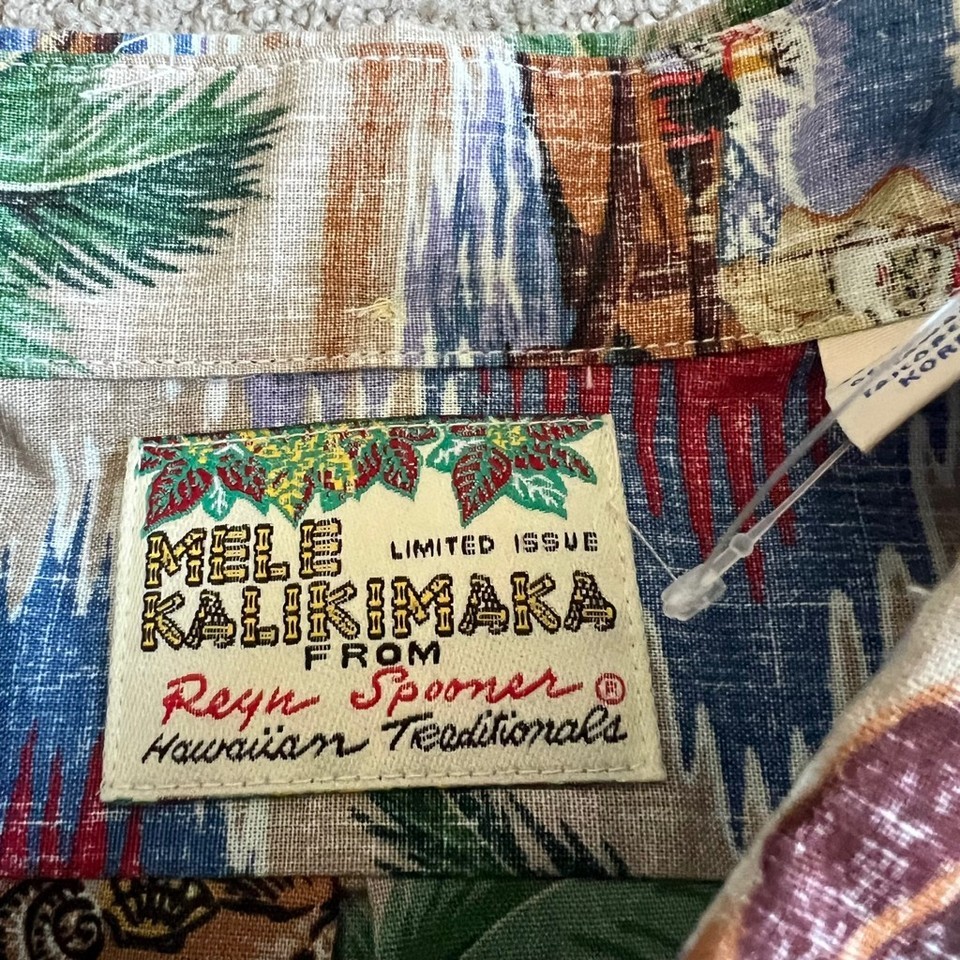 MELE
LIMITED ISSUE
KALIKIMAKA
FROM
Reyn Spooner ®
Hawaiian Traditionals